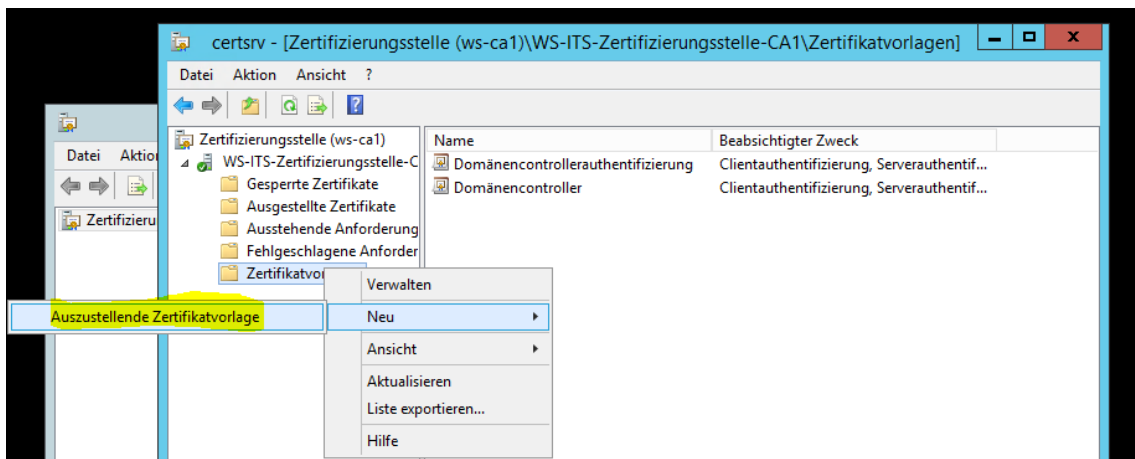 certsrv - [Zertifizierungsstelle (ws-ca1)\WS-ITS-Zertifizierungsstelle-CA1\Zertifikatvorlagen]
Datei Aktion Ansicht ?
Zertifizierungsstelle (ws-ca1)
WS-ITS-Zertifizierungsstelle-C
Gesperrte Zertifikate
Ausgestellte Zertifikate
Ausstehende Anforderung
Fehlgeschlagene Anforder
Zertifikatvo
Name Beabsichtigter Zweck
Domänencontrollerauthentifizierung Clientauthentifizierung, Serverauthentif...
Domänencontroller Clientauthentifizierung, Serverauthentif...
Datei Aktio
Zertifizieru
Verwalten
Auszustellende Zertifikatvorlage
Neu
Ansicht
Aktualisieren
Liste exportieren...
Hilfe